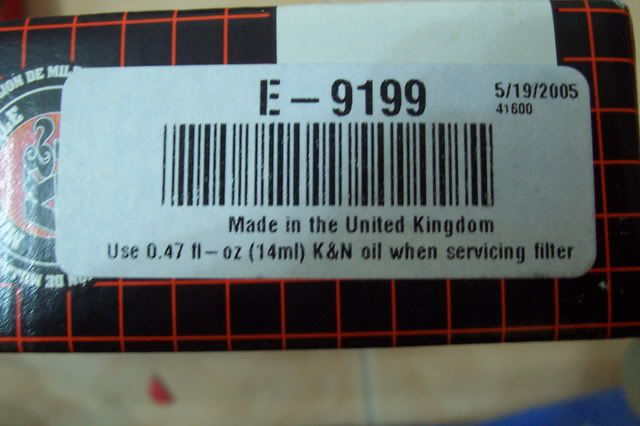 E-9199
5/19/2005
41600
Made in the United Kingdom
Use 0.47 fl-oz (14ml) K&N oil when servicing filter